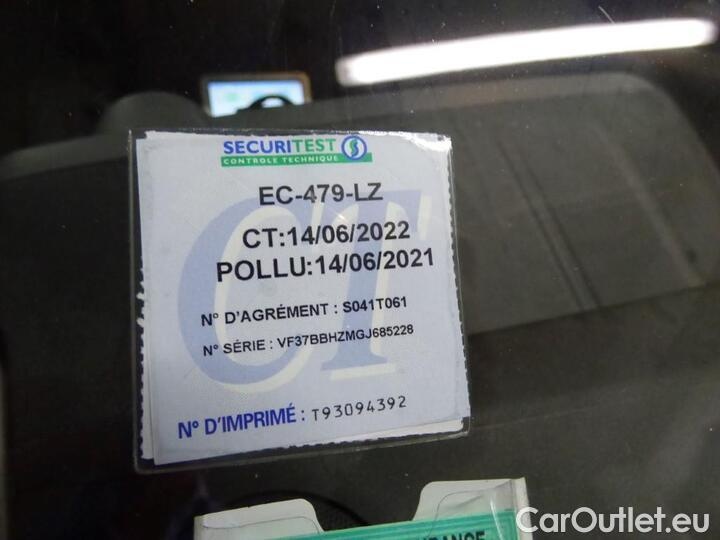 SECURITEST
CONTROLE TECHNIQUE
EC-479-LZ
CT:14/06/2022
POLLU:14/06/2021
N° D'AGRÉMENT : S041T061
N° SÉRIE : VF37BBHZMGJ685228
N° D'IMPRIMÉ : T93094392
CT
CarOutlet.eu